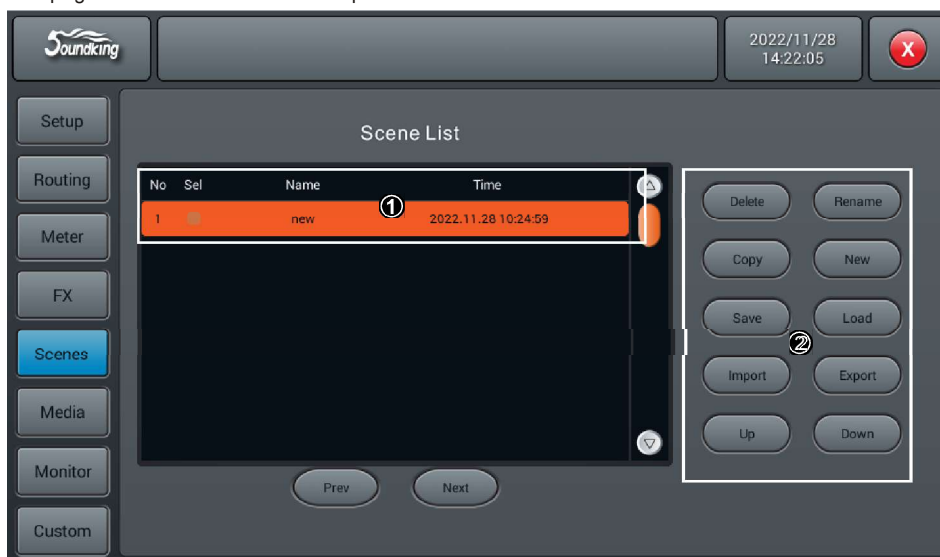 Soundking
2022/11/28
14:22:05
X
Setup
Routing
Meter
FX
Scenes
Media
Monitor
Custom
Scene List
No Sel Name Time
1 new 2022.11.28 10:24:59
①
Prev Next
Delete Rename
Copy New
Save Load
②
Import Export
Up Down